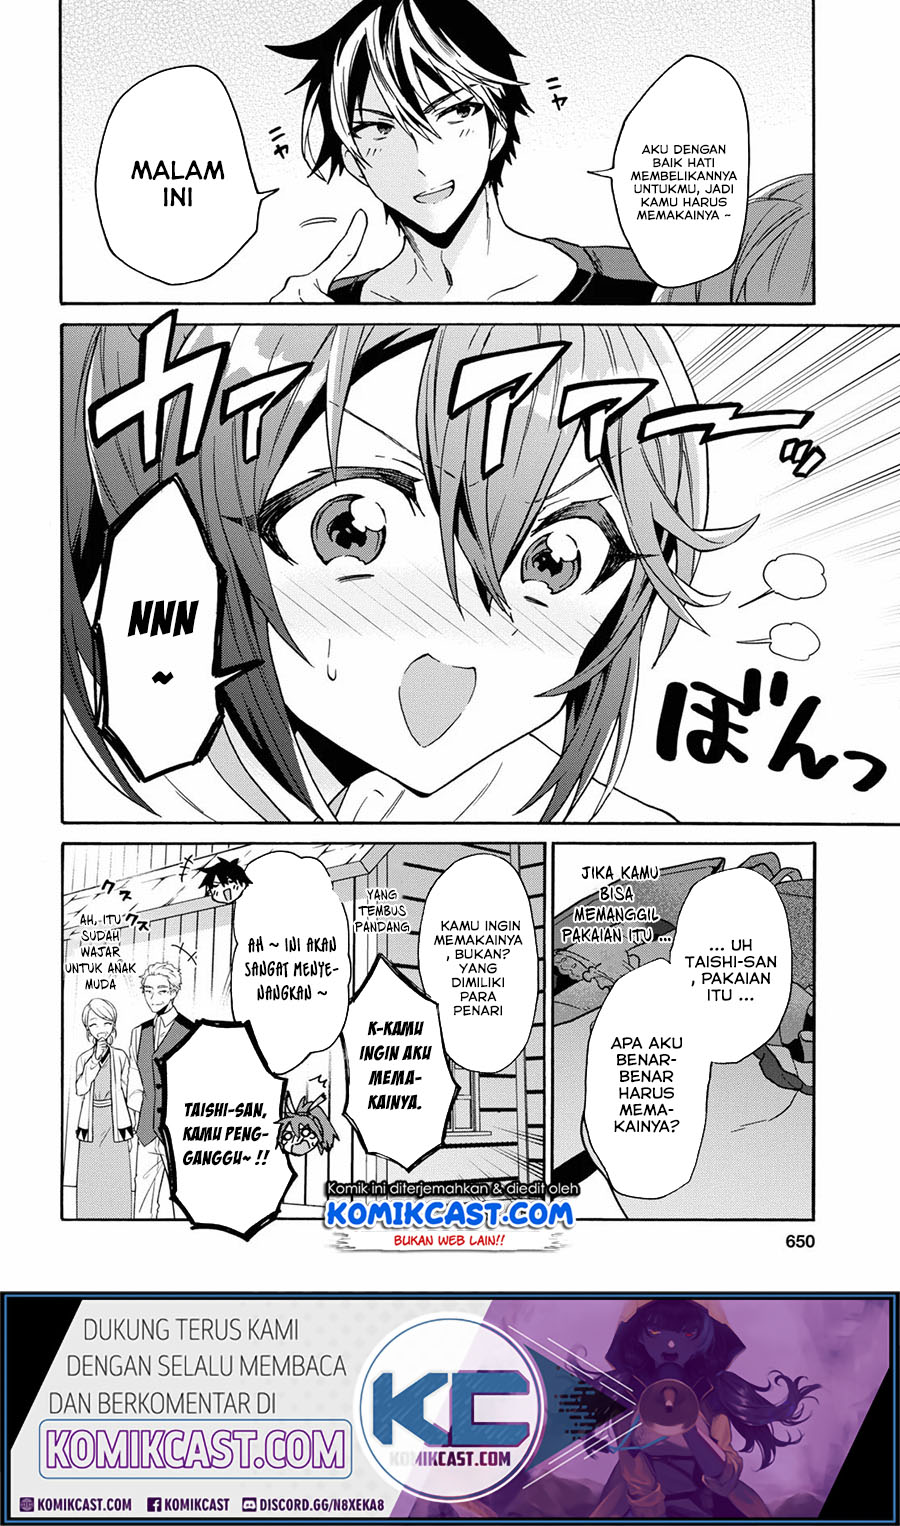 AKU DENGAN
BAIK HATI
MEMBELIKANNYA
UNTUKMU, JADI
KAMU HARUS
MEMAKAINYA ~
MALAM
INI
ニヤ
ニヤ
カァァァーッ
NNN
~
ぼんっ
JIKA KAMU
BISA
MEMANGGIL
PAKAIAN ITU ...
... UH
TAISHI-SAN
, PAKAIAN
ITU ...
APA AKU
BENAR-
BENAR
HARUS
MEMA-
KAINYA?
KAMU INGIN
MEMAKAINYA
, BUKAN?
YANG
DIMILIKI
PARA
PENARI
YANG
TEMBUS
PANDANG
K-KAMU
INGIN AKU
MEMA-
KAINYA.
AH ~ INI AKAN
SANGAT MENYE-
NANGKAN ~
TAISHI-SAN,
KAMU PENG-
GANGGU~ !!
クス
クス
AH, ITU
SUDAH
WAJAR
UNTUK ANAK
MUDA
Komik ini diterjemahkan & diedit oleh
KOMIKCAST.COM
BUKAN WEB LAIN!!
650
DUKUNG TERUS KAMI
DENGAN SELALU MEMBACA
DAN BERKOMENTAR DI
KOMIKCAST.COM
KC
KOMIKCAST.COM
KOMIKCAST.COM
KOMIKCAST
DISCORD.GG/N8XEKA8